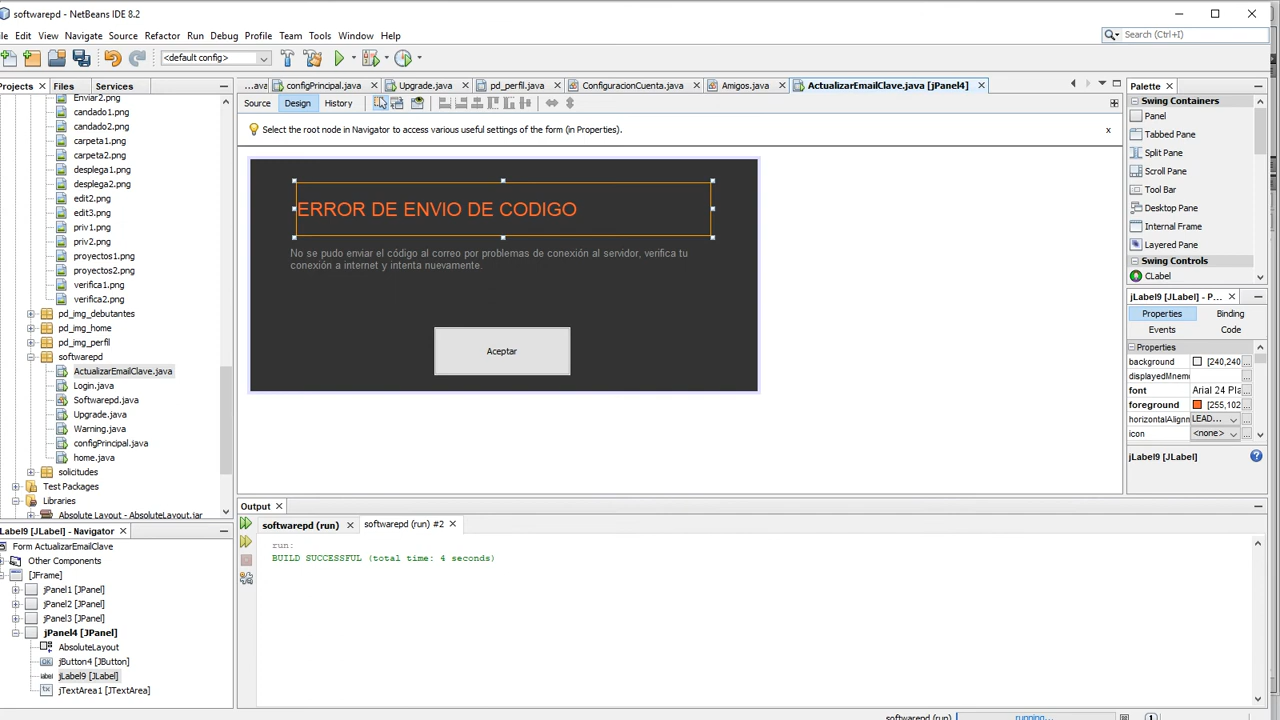 softwarepd - NetBeans IDE 8.2
File Edit View Navigate Source Refactor Run Debug Profile Team Tools Window Help
Search (Ctrl+I)
<default config>
Projects x Files Services
Enviar2.png
candado1.png
candado2.png
carpeta1.png
carpeta2.png
desplega1.png
desplega2.png
edit2.png
edit3.png
priv1.png
priv2.png
proyectos1.png
proyectos2.png
verifica1.png
verifica2.png
pd_img_debutantes
pd_img_home
pd_img_perfil
softwarepd
ActualizarEmailClave.java
Login.java
Softwarepd.java
Upgrade.java
Warning.java
configPrincipal.java
home.java
solicitudes
Test Packages
Libraries
Absolute Layout - AbsoluteLayout.jar
jLabel9 [JLabel] - Navigator
Form ActualizarEmailClave
Other Components
[JFrame]
jPanel1 [JPanel]
jPanel2 [JPanel]
jPanel3 [JPanel]
jPanel4 [JPanel]
AbsoluteLayout
jButton4 [JButton]
jLabel9 [JLabel]
jTextArea1 [JTextArea]
...ava configPrincipal.java Upgrade.java pd_perfil.java ConfiguracionCuenta.java Amigos.java ActualizarEmailClave.java [jPanel4]
Source Design History
Select the root node in Navigator to access various useful settings of the form (in Properties).
ERROR DE ENVIO DE CODIGO
No se pudo enviar el código al correo por problemas de conexión al servidor, verifica tu
conexión a internet y intenta nuevamente.
Aceptar
Output
softwarepd (run) softwarepd (run) #2
run:
BUILD SUCCESSFUL (total time: 4 seconds)
Palette
Swing Containers
Panel
Tabbed Pane
Split Pane
Scroll Pane
Tool Bar
Desktop Pane
Internal Frame
Layered Pane
Swing Controls
CLabel
jLabel9 [JLabel] - P...
Properties Binding
Events Code
Properties
background [240,240
displayedMnem
font Arial 24 Pla
foreground [255,102
horizontalAlignm LEAD...
icon <none>
jLabel9 [JLabel]
softwarepd (run) running... 1